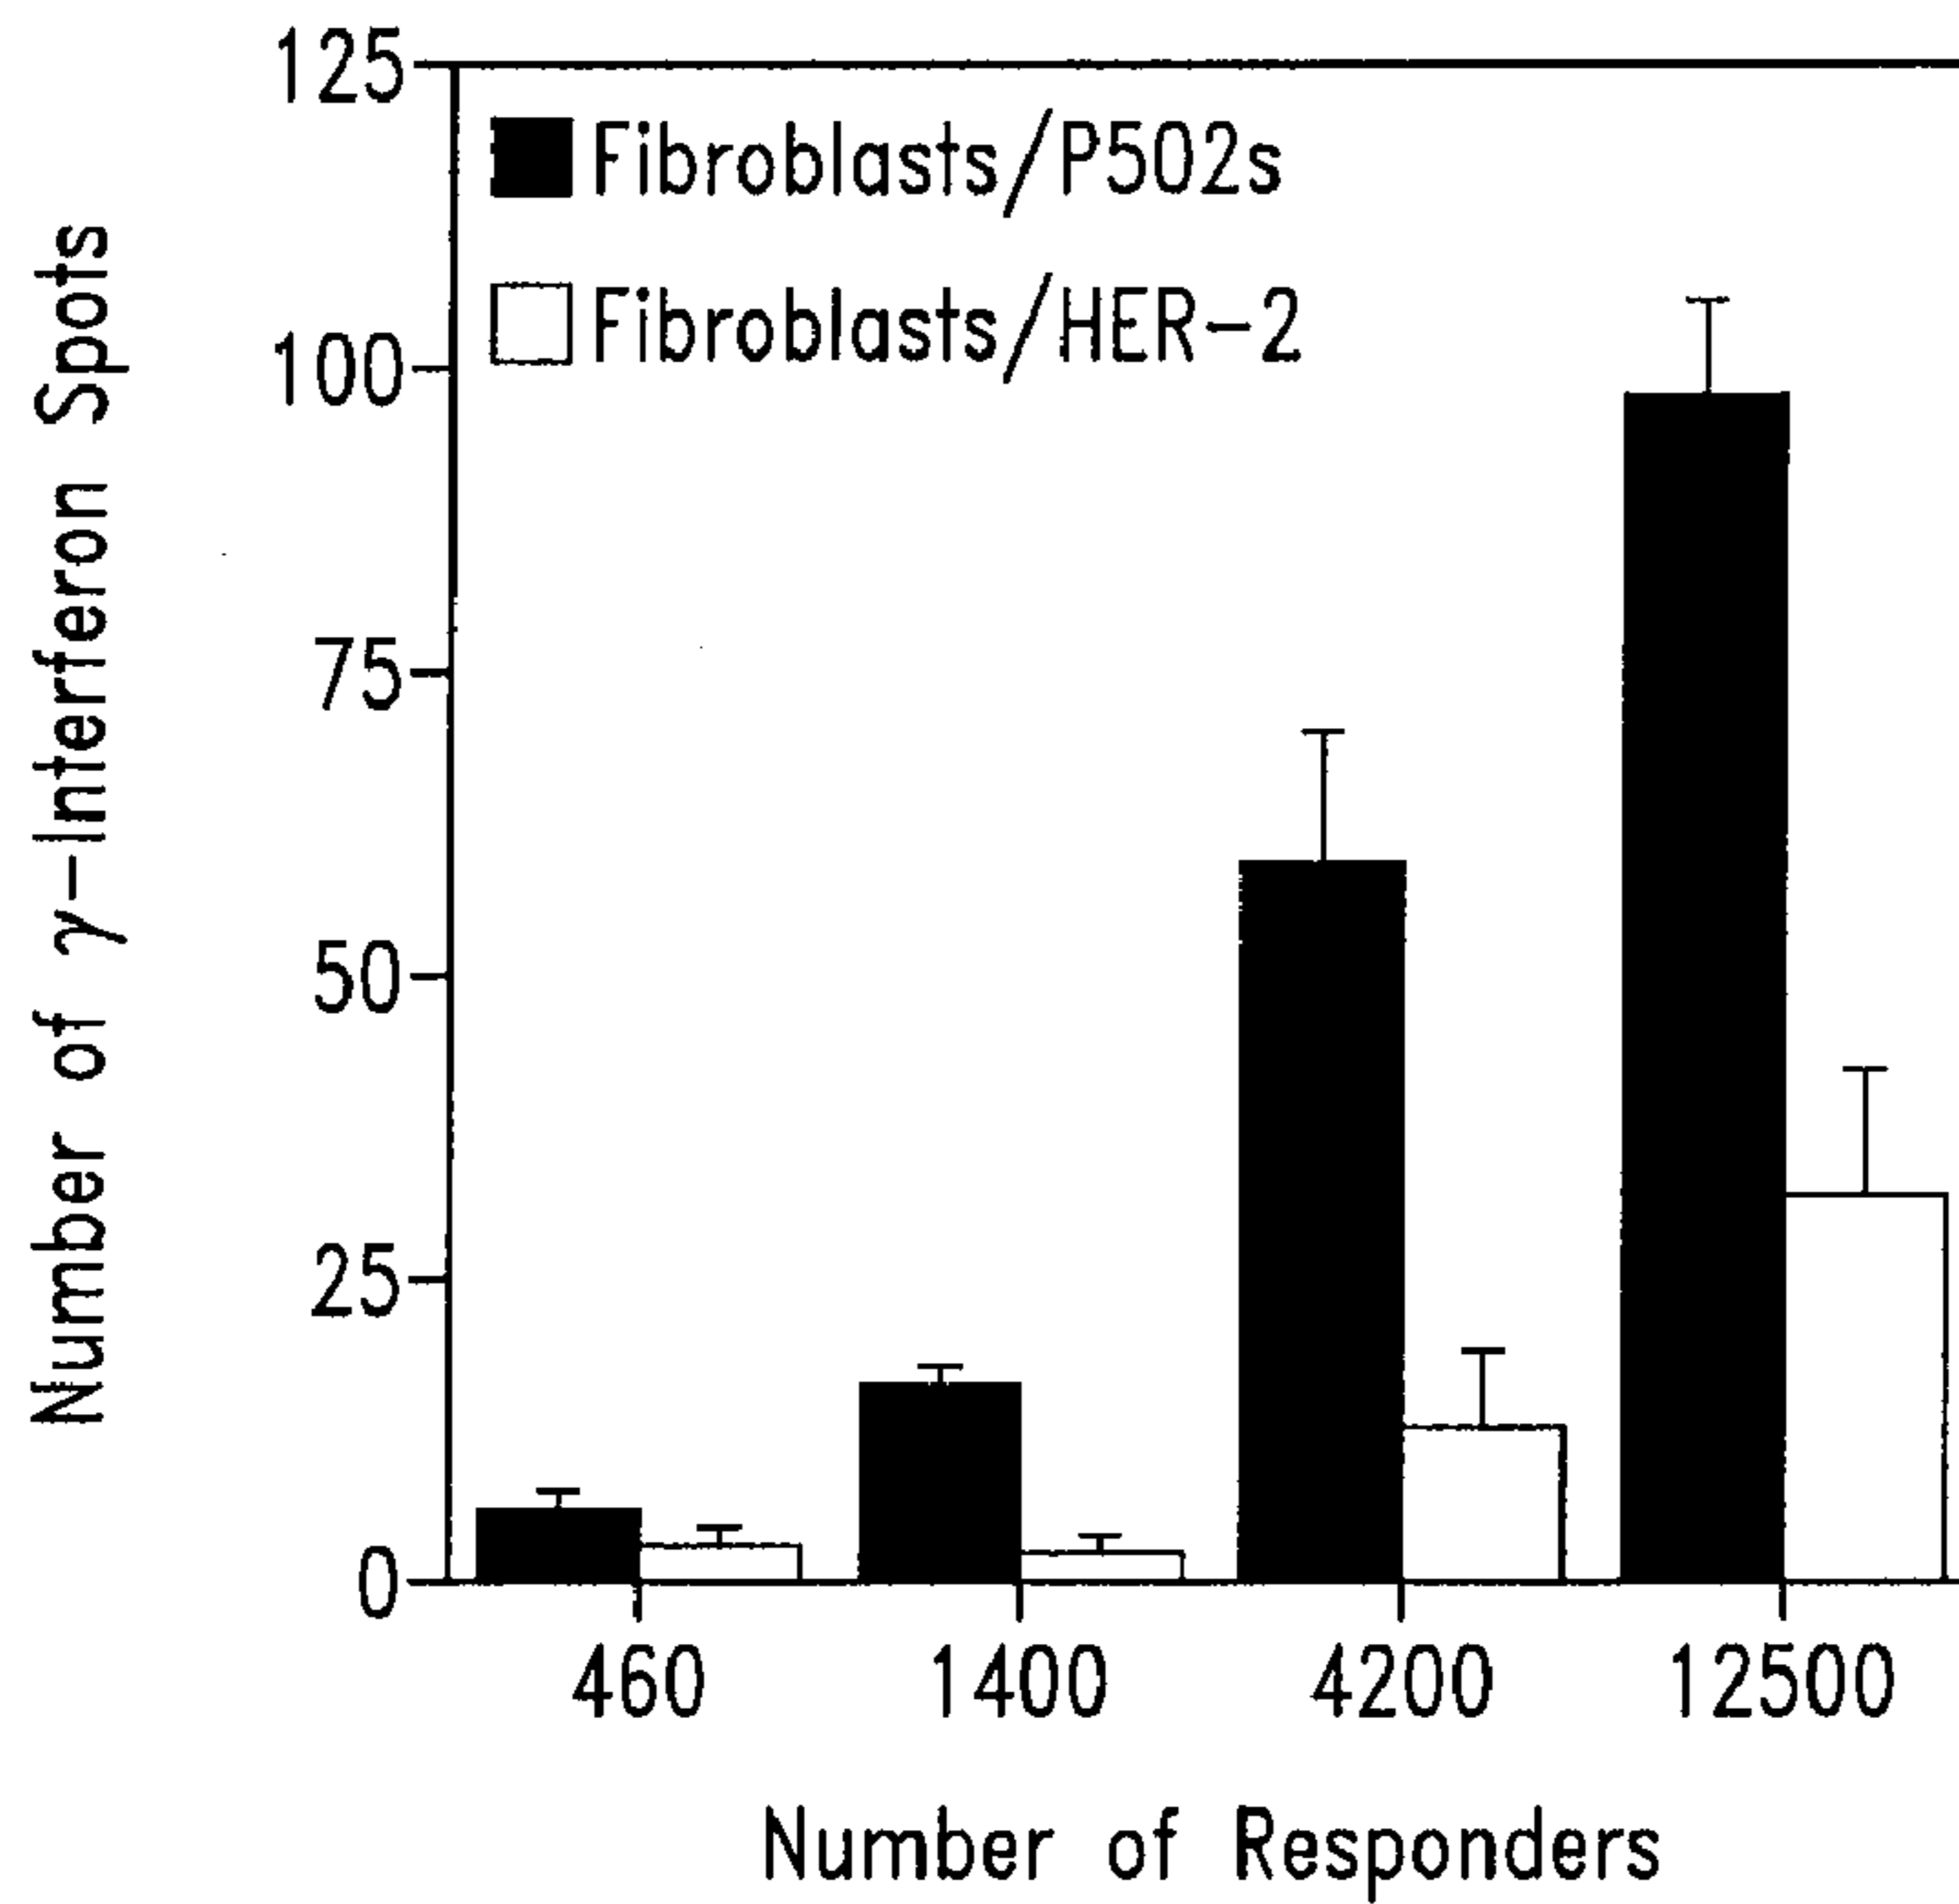 125
100
75
50
25
0
Number of γ-Interferon Spots
Fibroblasts/P502s
Fibroblasts/HER-2
460 1400 4200 12500
Number of Responders